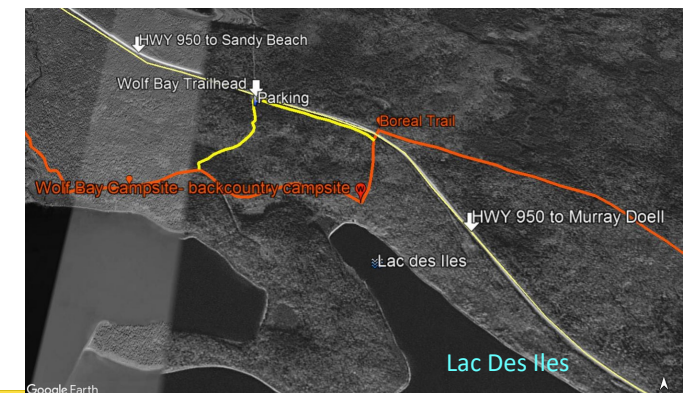 HWY 950 to Sandy Beach
Wolf Bay Trailhead
Parking
Boreal Trail
Wolf Bay Campsite- backcountry campsite
W
HWY 950 to Murray Doell
Lac des Iles
Lac Des Iles
Google Earth